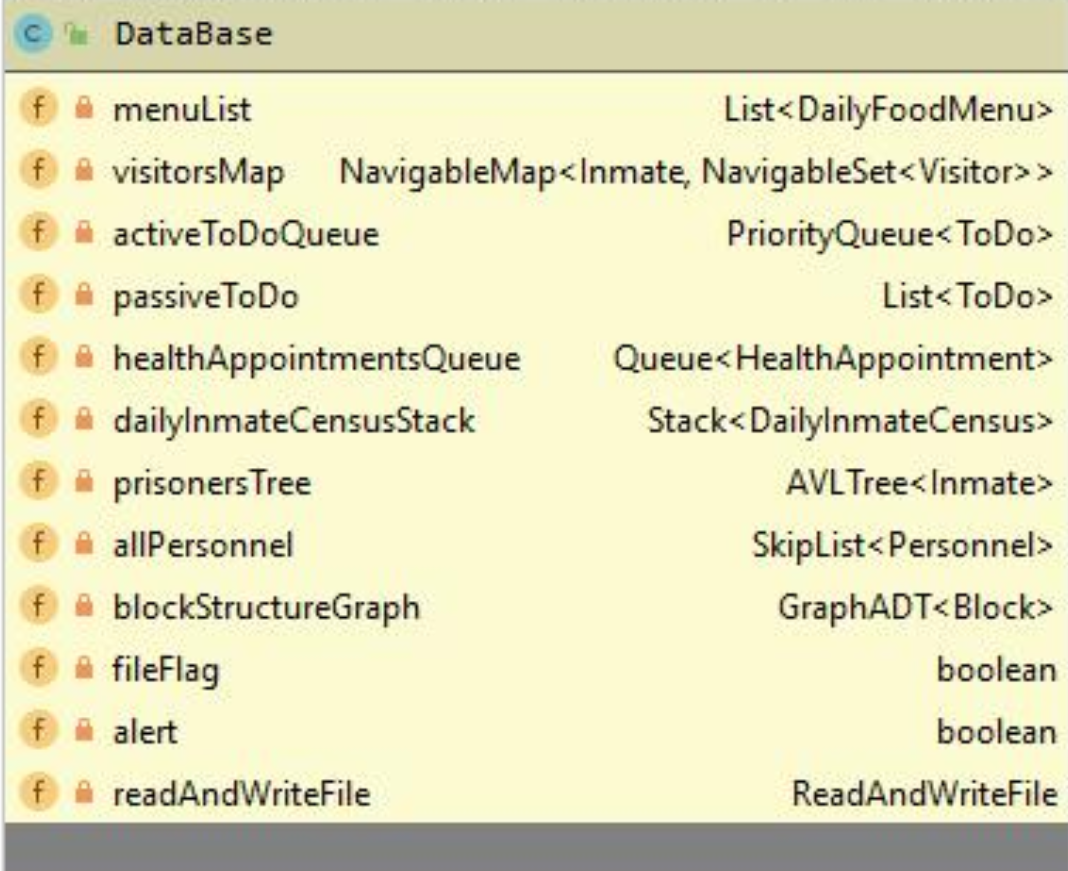 C DataBase
f menuList List<DailyFoodMenu>
f visitorsMap NavigableMap<Inmate, NavigableSet<Visitor>>
f activeToDoQueue PriorityQueue<ToDo>
f passiveToDo List<ToDo>
f healthAppointmentsQueue Queue<HealthAppointment>
f dailyInmateCensusStack Stack<DailyInmateCensus>
f prisonersTree AVLTree<Inmate>
f allPersonnel SkipList<Personnel>
f blockStructureGraph GraphADT<Block>
f fileFlag boolean
f alert boolean
f readAndWriteFile ReadAndWriteFile